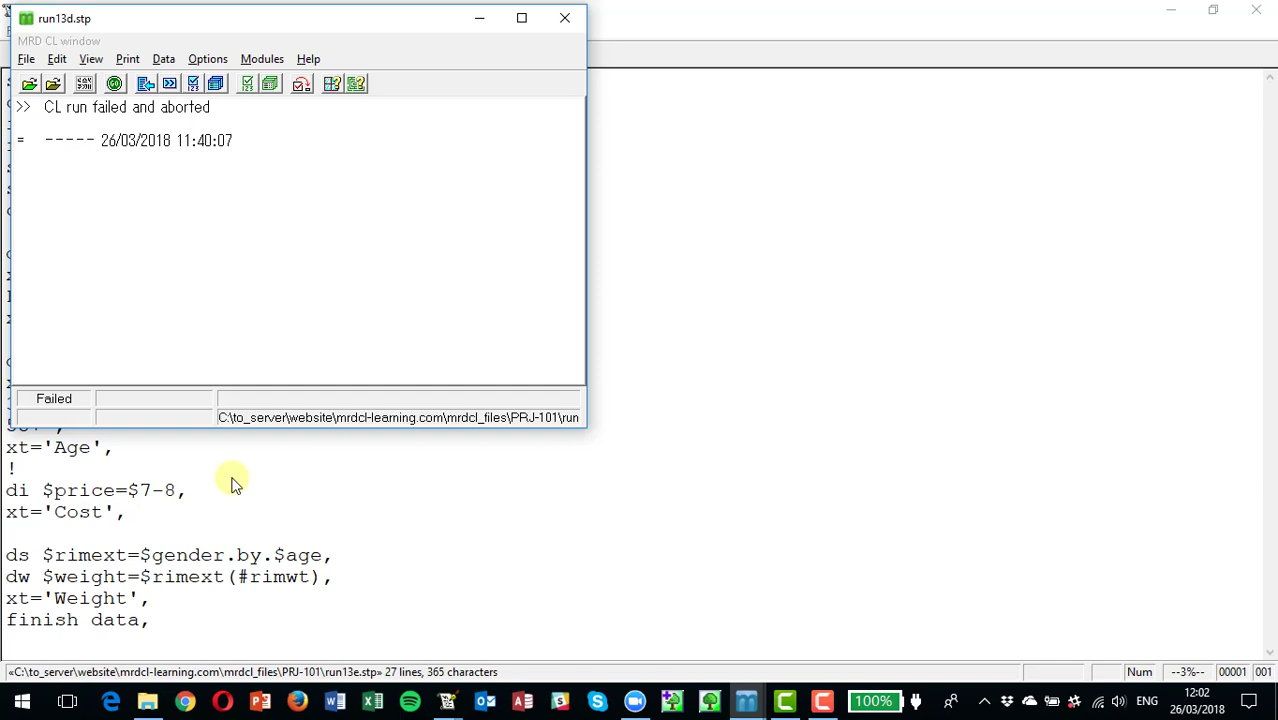 run13d.stp
MRD CL window
File Edit View Print Data Options Modules Help
>> CL run failed and aborted
= ----- 26/03/2018 11:40:07
Failed
C:\to_server\website\mrdcl-learning.com\mrdcl_files\PRJ-101\run
xt='Age',
!
di $price=$7-8,
xt='Cost',
ds $rimext=$gender.by.$age,
dw $weight=$rimext(#rimwt),
xt='Weight',
finish data,
«C:\to_server\website\mrdcl-learning.com\mrdcl_files\PRJ-101\run13e.stp» 27 lines, 365 characters
Num --3%-- 00001 001
100% ENG 12:02
26/03/2018